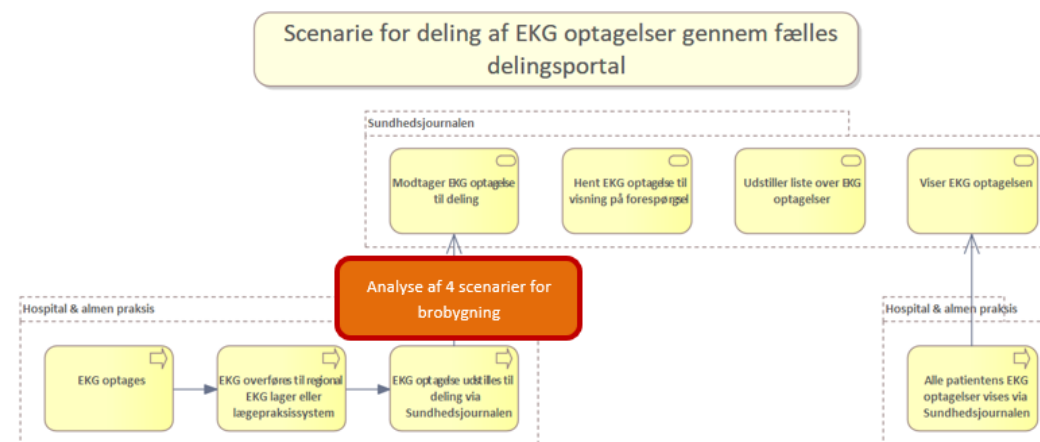 Scenarie for deling af EKG optagelser gennem fælles
delingsportal
Sundhedsjournalen
Modtager EKG optagelse
til deling
Hent EKG optagelse til
visning på forespørgsel
Udstiller liste over EKG
optagelser
Viser EKG optagelsen
Analyse af 4 scenarier for
brobygning
Hospital & almen praksis
EKG optages
EKG overføres til regional
EKG lager eller
lægepraksissystem
EKG optagelse udstilles til
deling via
Sundhedsjournalen
Hospital & almen praksis
Alle patientens EKG
optagelser vises via
Sundhedsjournalen